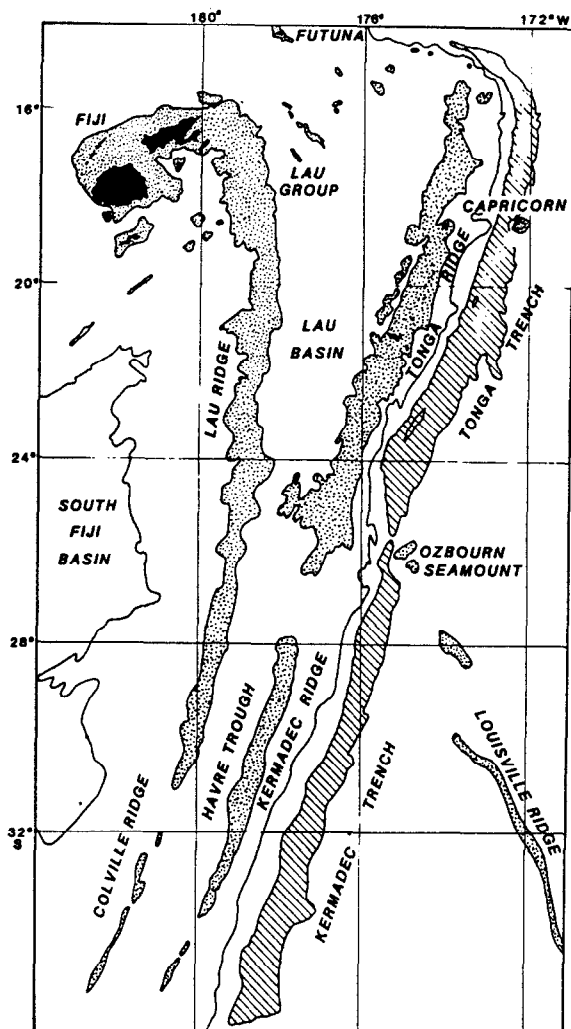 180° 176° 172°W
FUTUNA
16°
FIJI
LAU
GROUP
CAPRICORN
20°
LAU
BASIN
LAU RIDGE
TONGA RIDGE
TONGA TRENCH
24°
SOUTH
FIJI
BASIN
OZBOURN
SEAMOUNT
28°
HAVRE TROUGH
KERMADEC RIDGE
LOUISVILLE RIDGE
COLVILLE RIDGE
KERMADEC TRENCH
32°
S